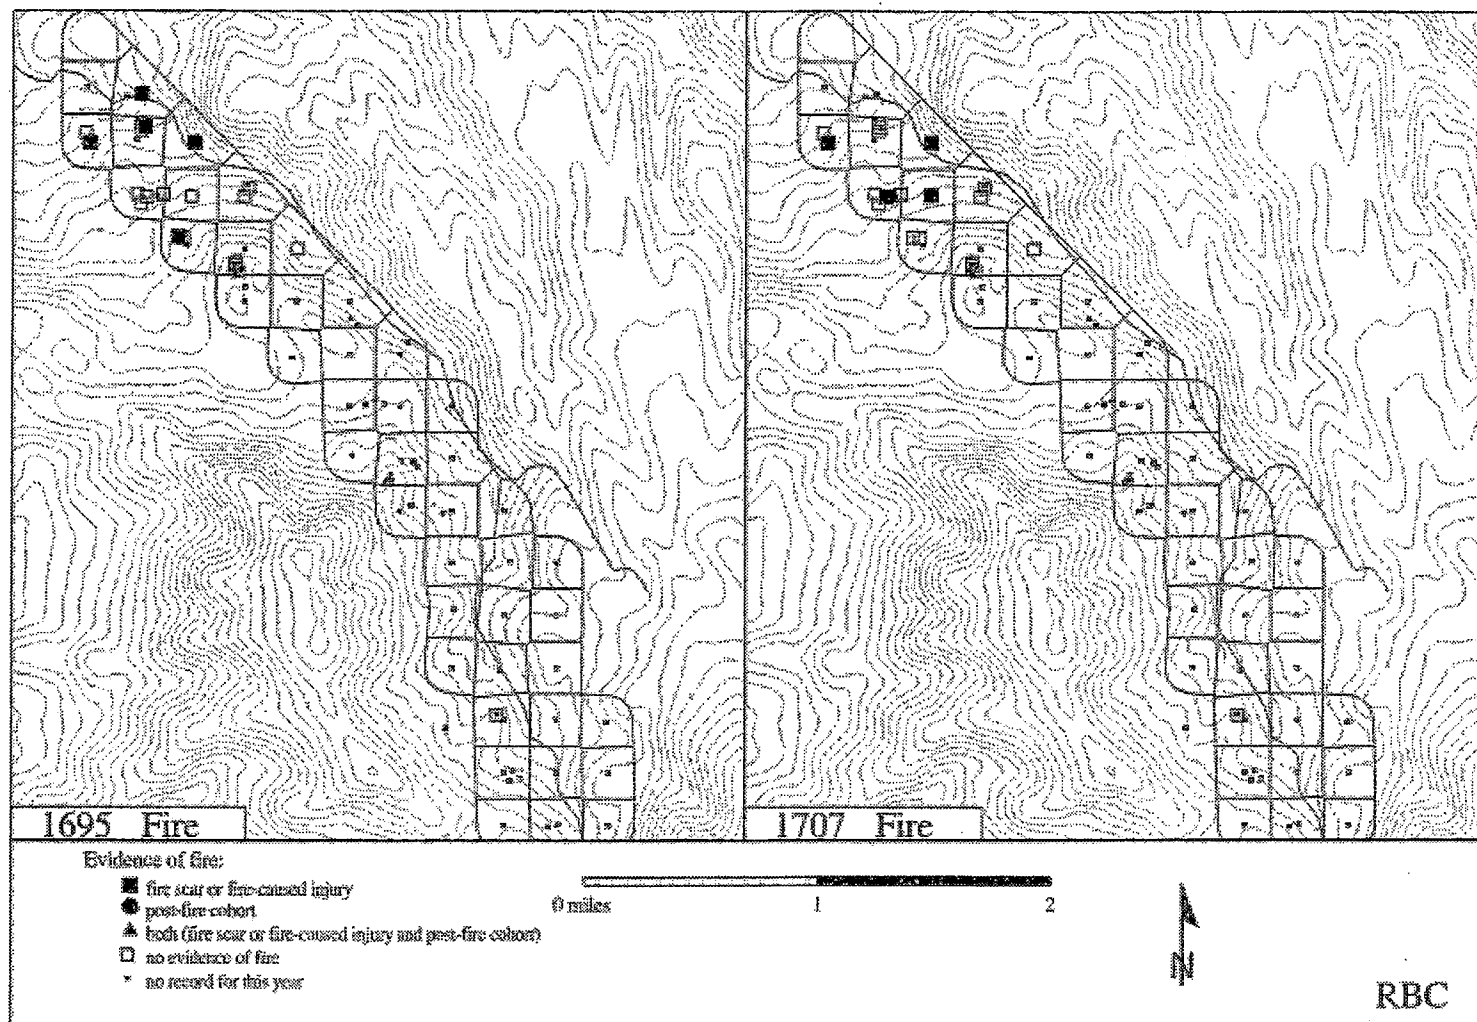 1695 Fire
1707 Fire
Evidence of fire:
fire scar or fire-caused injury
post-fire cohort
both (fire scar or fire-caused injury and post-fire cohort)
no evidence of fire
no record for this year
0 miles 1 2
N
RBC